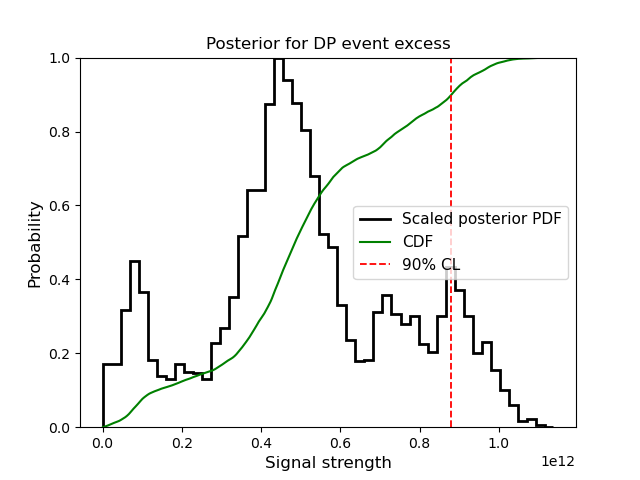 Posterior for DP event excess
1.0
0.8
0.6
0.4
0.2
0.0
Probability
Scaled posterior PDF
CDF
90% CL
0.0 0.2 0.4 0.6 0.8 1.0
1e12
Signal strength